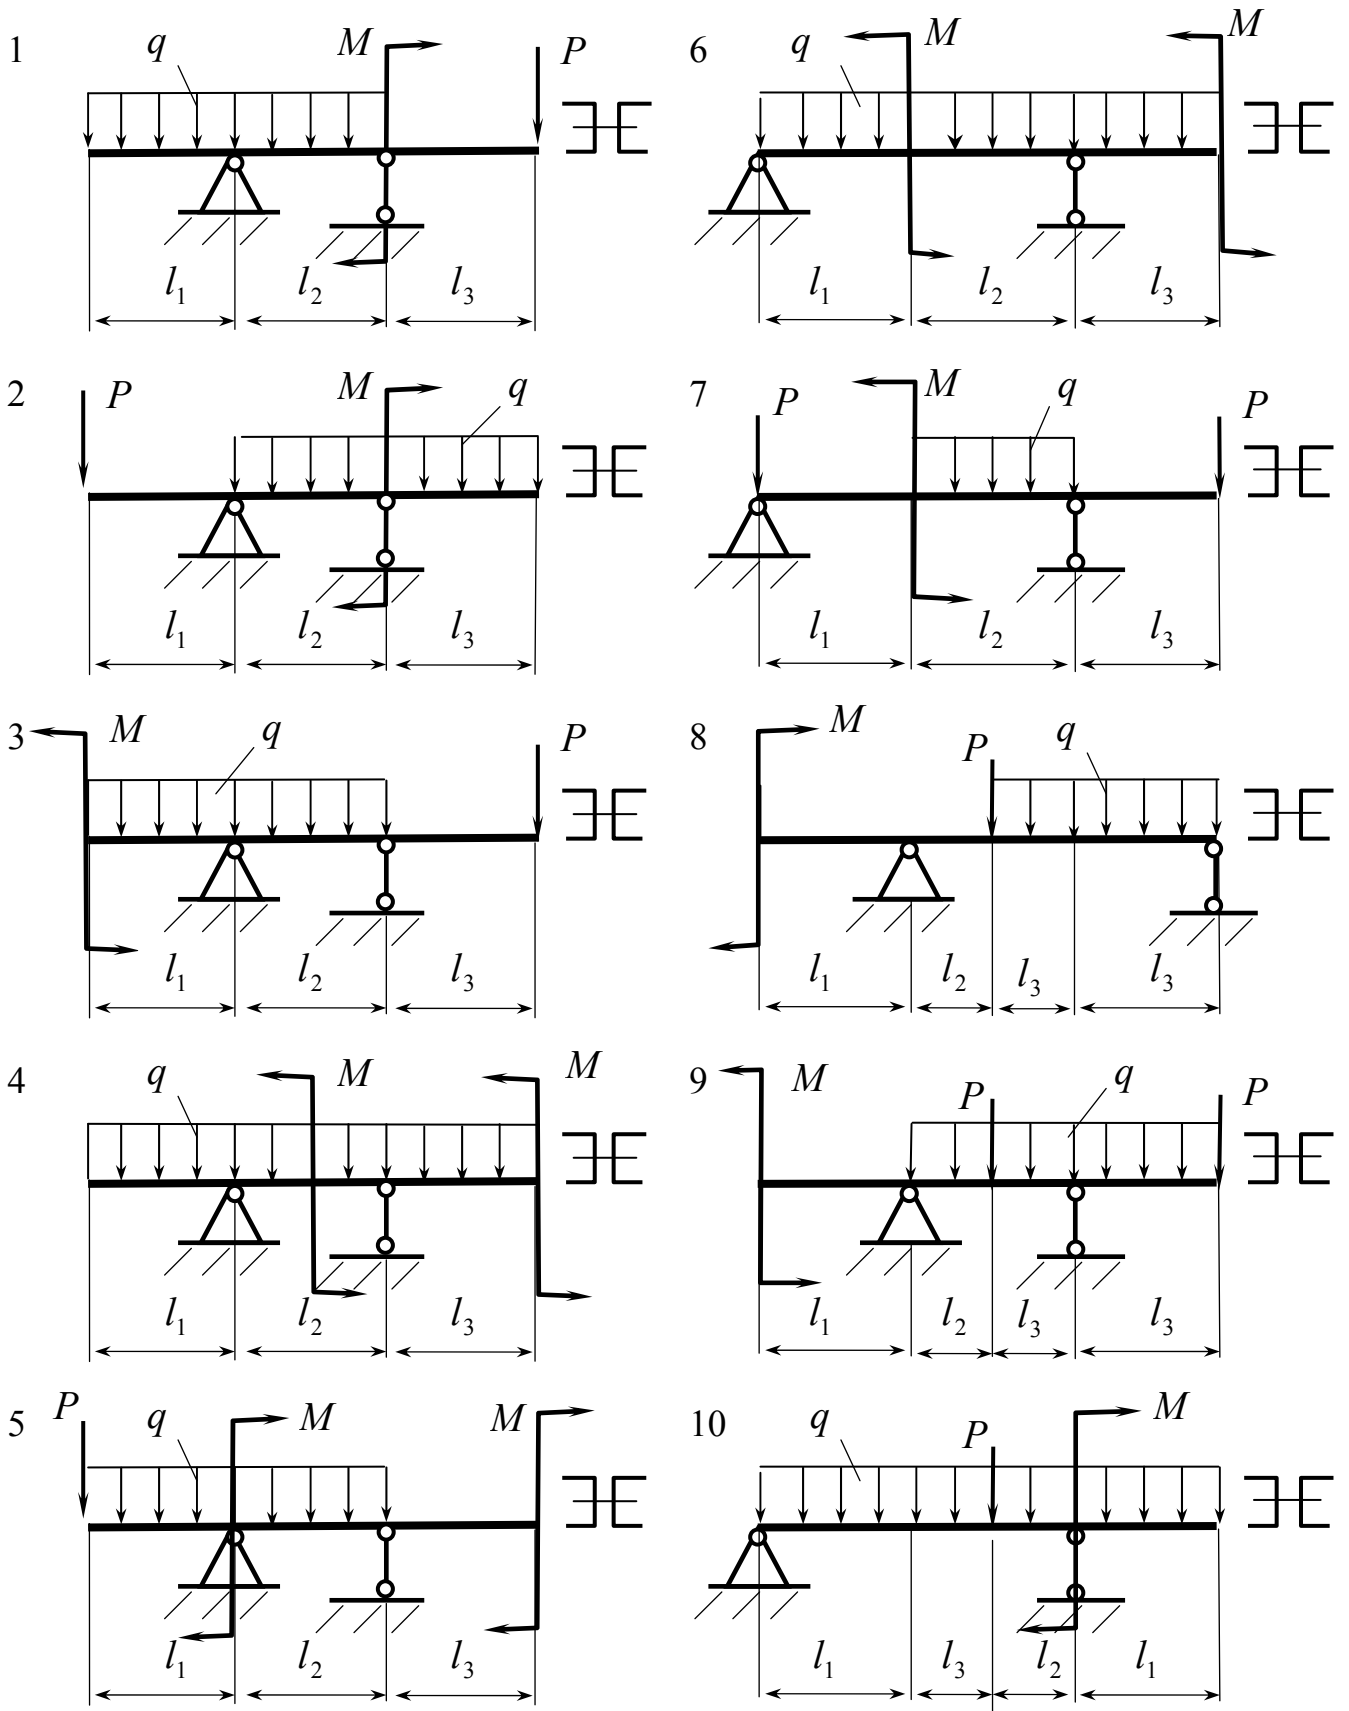 1 q M P
l1 l2 l3
2 P M q
l1 l2 l3
3 M q P
l1 l2 l3
4 q M M
l1 l2 l3
5 P q M M
l1 l2 l3
6 q M M
l1 l2 l3
7 P M q P
l1 l2 l3
8 M P q
l1 l2 l3 l3
9 M P q P
l1 l2 l3 l3
10 q P M
l1 l3 l2 l1